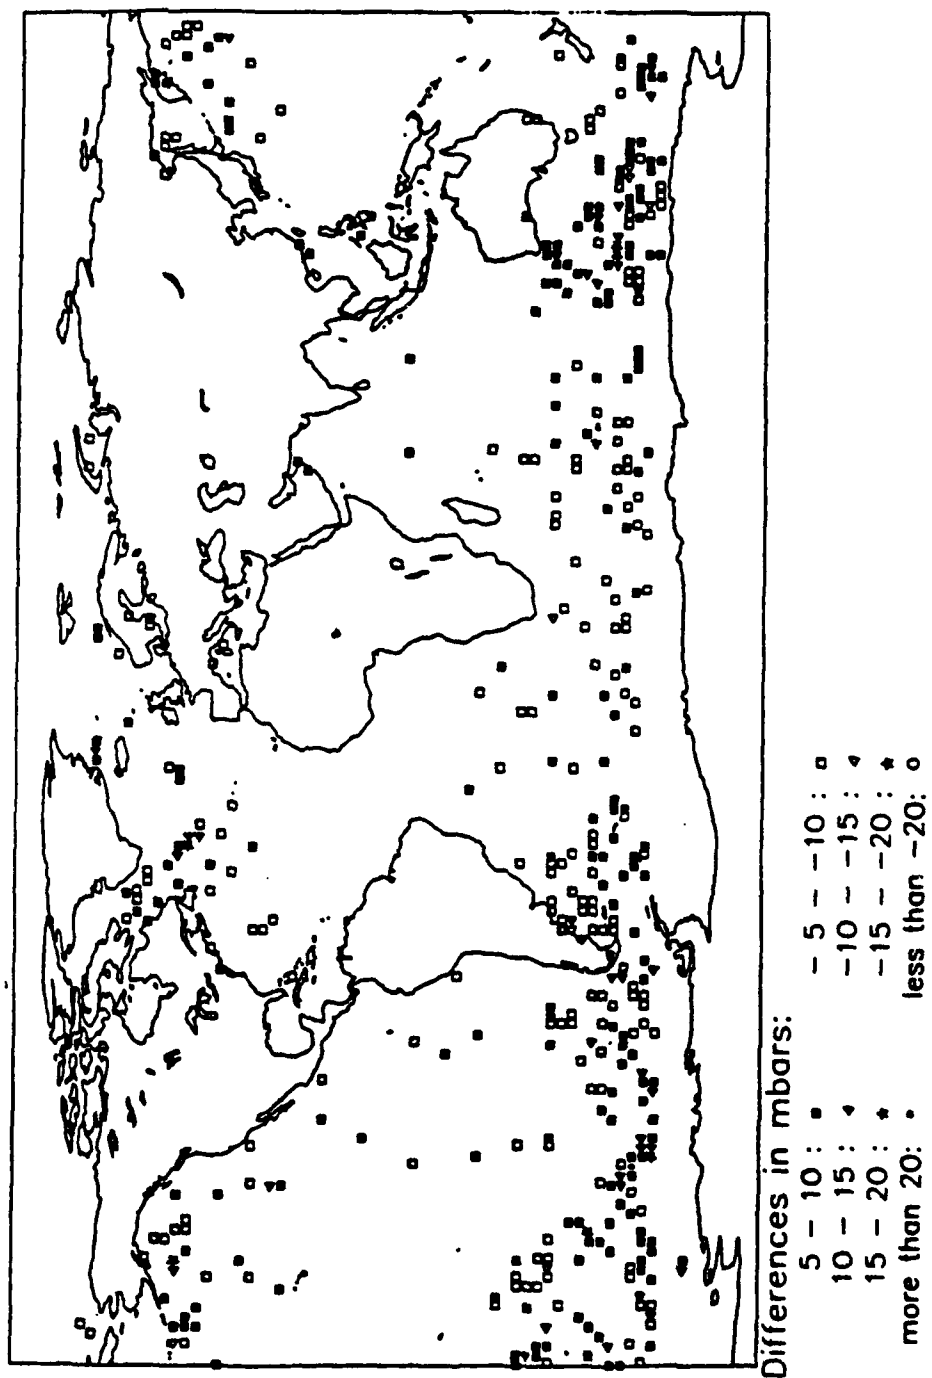 Differences in mbars:
5 - 10 : ▪ - 5 - -10 : □
10 - 15 : ◂ -10 - -15 : ◃
15 - 20 : ★ -15 - -20 : ★
more than 20: • less than -20: ○